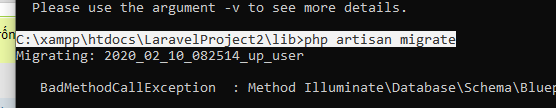 Please use the argument -v to see more details.
C:\xampp\htdocs\LaravelProject2\lib>php artisan migrate
Migrating: 2020_02_10_082514_up_user
BadMethodCallException : Method Illuminate\Database\Schema\Bluep